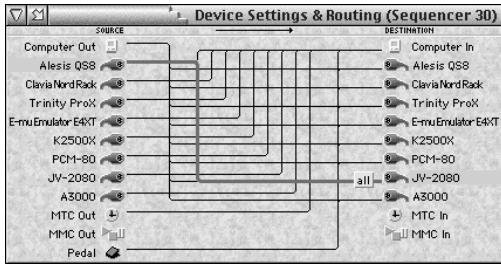 Device Settings & Routing (Sequencer 30)
SOURCE DESTINATION
Computer Out Computer In
Alesis QS8 Alesis QS8
Clavia Nord Rack Clavia Nord Rack
Trinity ProX Trinity ProX
E-mu Emulator E4XT E-mu Emulator E4XT
K2500X K2500X
PCM-80 PCM-80
JV-2080 all JV-2080
A3000 A3000
MTC Out MTC In
MMC Out MMC In
Pedal